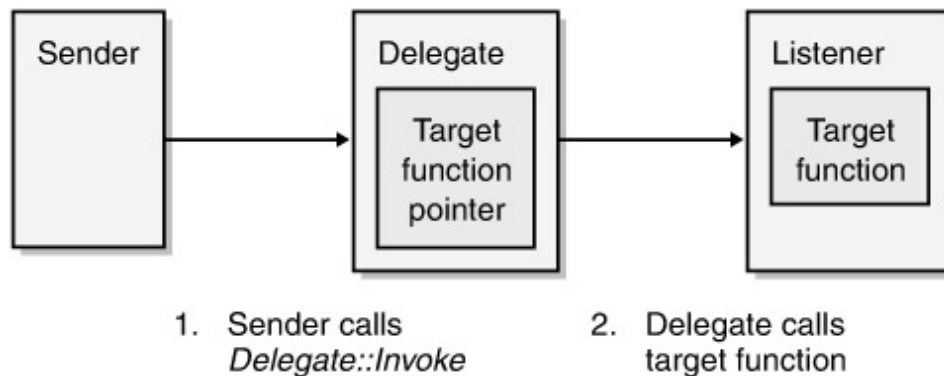 Sender
Delegate
Target
function
pointer
Listener
Target
function
1. Sender calls
Delegate::Invoke
2. Delegate calls
target function